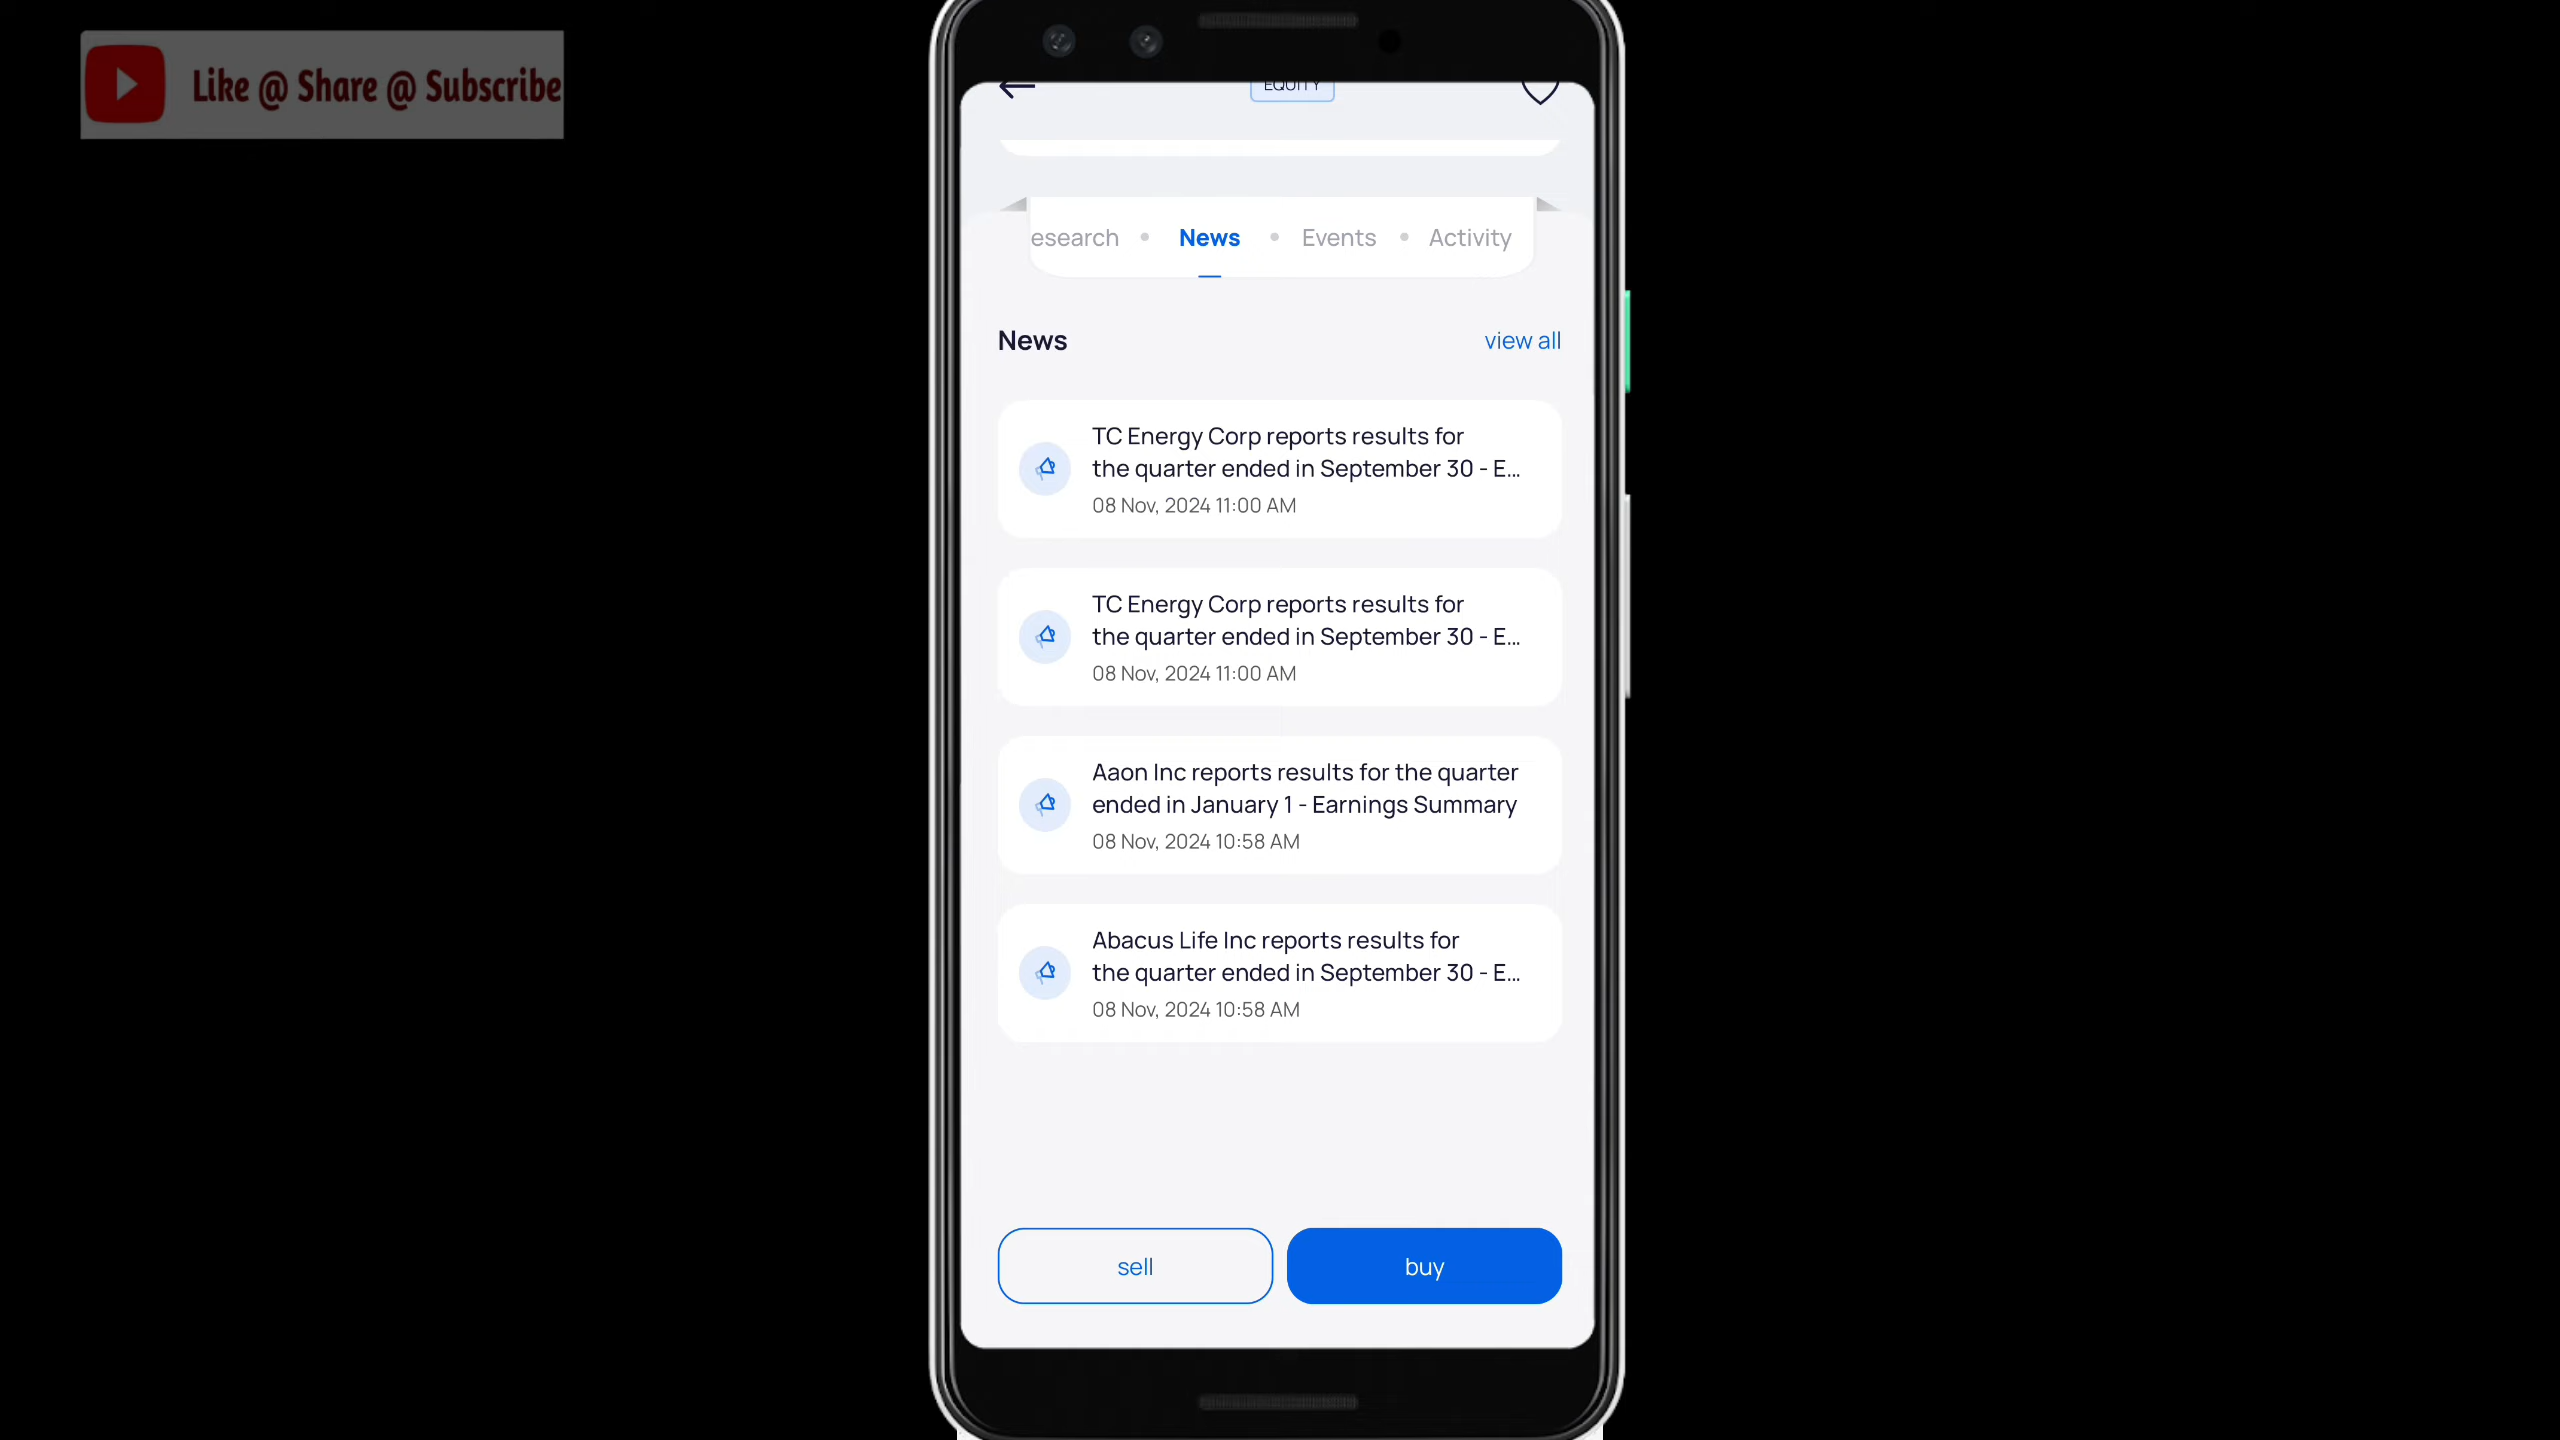 Like @ Share @ Subscribe
EQUITY
esearch • News • Events • Activity
News
view all
TC Energy Corp reports results for
the quarter ended in September 30 - E...
08 Nov, 2024 11:00 AM
TC Energy Corp reports results for
the quarter ended in September 30 - E...
08 Nov, 2024 11:00 AM
Aaon Inc reports results for the quarter
ended in January 1 - Earnings Summary
08 Nov, 2024 10:58 AM
Abacus Life Inc reports results for
the quarter ended in September 30 - E...
08 Nov, 2024 10:58 AM
sell
buy